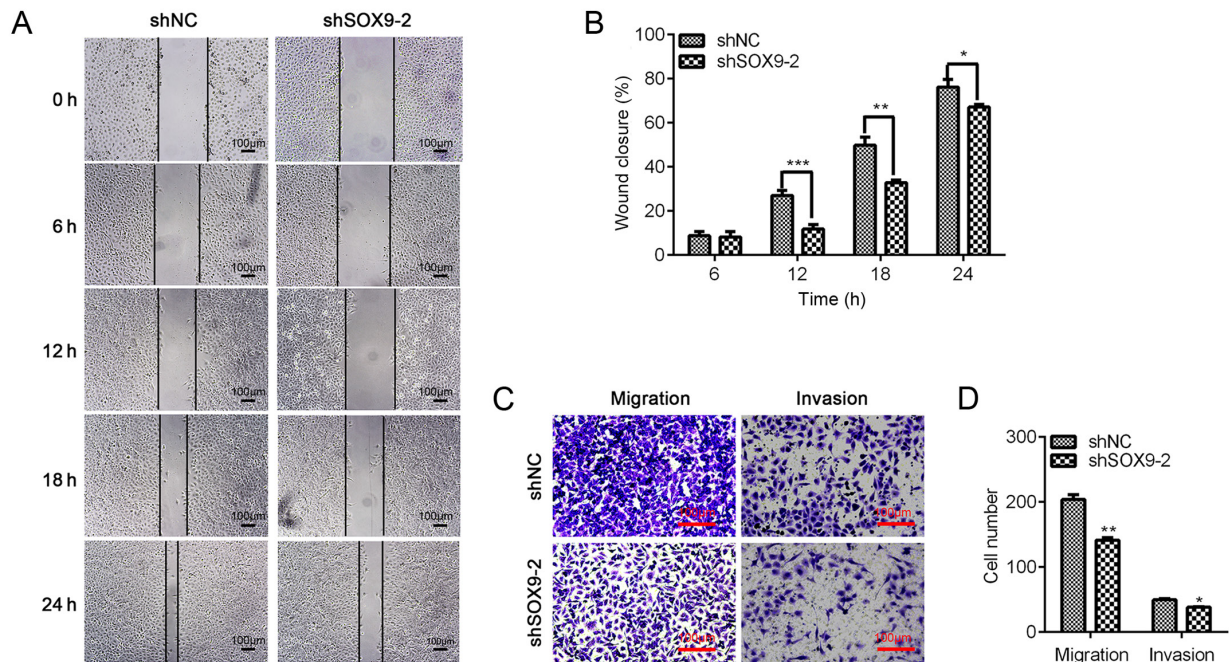 A
shNC shSOX9-2
0 h
100μm 100μm
6 h
100μm 100μm
12 h
100μm 100μm
18 h
100μm 100μm
24 h
100μm 100μm
B
shNC
shSOX9-2
Wound closure (%)
100
80
60
40
20
0
***
**
*
6 12 18 24
Time (h)
C
Migration Invasion
shNC
100μm 100μm
shSOX9-2
100μm 100μm
D
shNC
shSOX9-2
Cell number
300
200
100
0
**
*
Migration Invasion